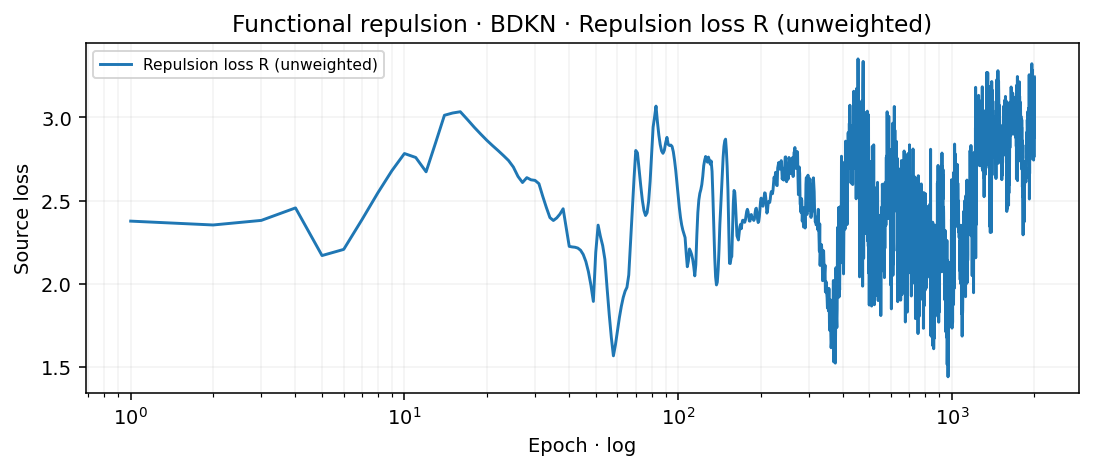 Functional repulsion · BDKN · Repulsion loss R (unweighted)
Repulsion loss R (unweighted)
Source loss
3.0
2.5
2.0
1.5
10⁰ 10¹ 10² 10³
Epoch · log